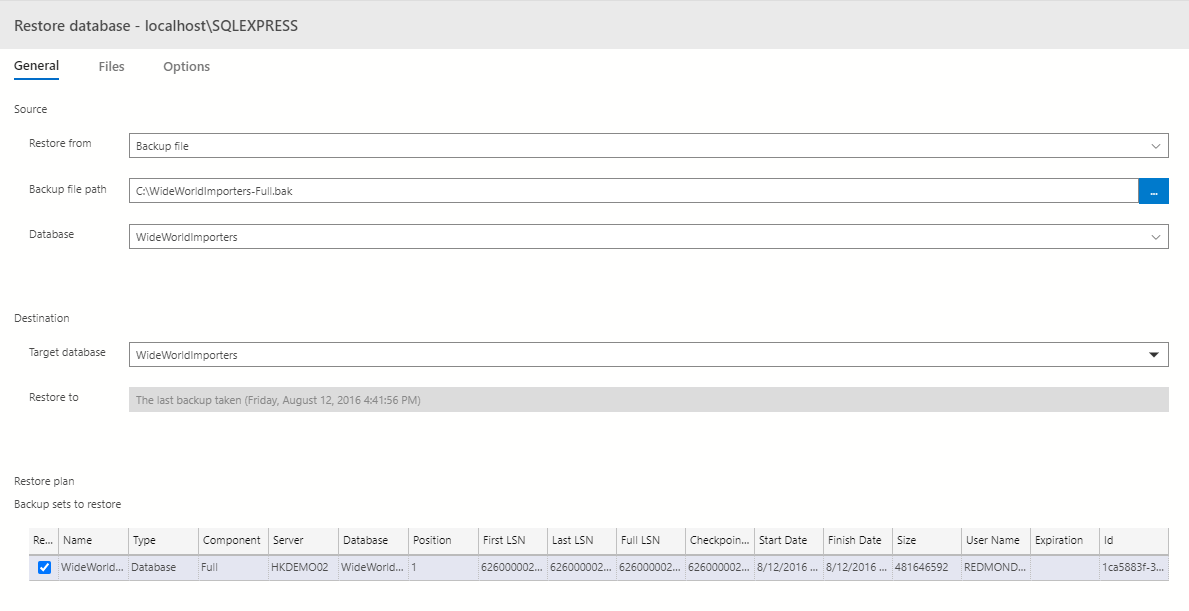 Restore database - localhost\SQLEXPRESS
General Files Options
Source
Restore from Backup file
Backup file path C:\WideWorldImporters-Full.bak ...
Database WideWorldImporters
Destination
Target database WideWorldImporters
Restore to The last backup taken (Friday, August 12, 2016 4:41:56 PM)
Restore plan
Backup sets to restore
Re... Name Type Component Server Database Position First LSN Last LSN Full LSN Checkpoin... Start Date Finish Date Size User Name Expiration Id
WideWorld... Database Full HKDEMO02 WideWorld... 1 626000002... 626000002... 626000002... 626000002... 8/12/2016 ... 8/12/2016 ... 481646592 REDMOND... 1ca5883f-3...